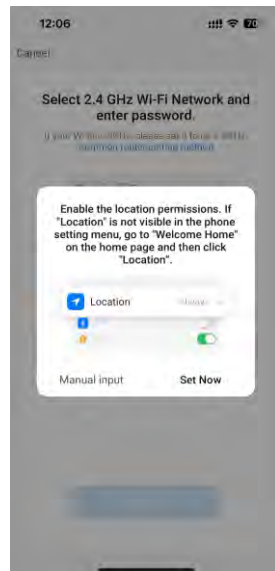 12:06
70
Cancel
Select 2.4 GHz Wi-Fi Network and
enter password.
Enable the location permissions. If
"Location" is not visible in the phone
setting menu, go to "Welcome Home"
on the home page and then click
"Location".
Location
Always
Manual input
Set Now